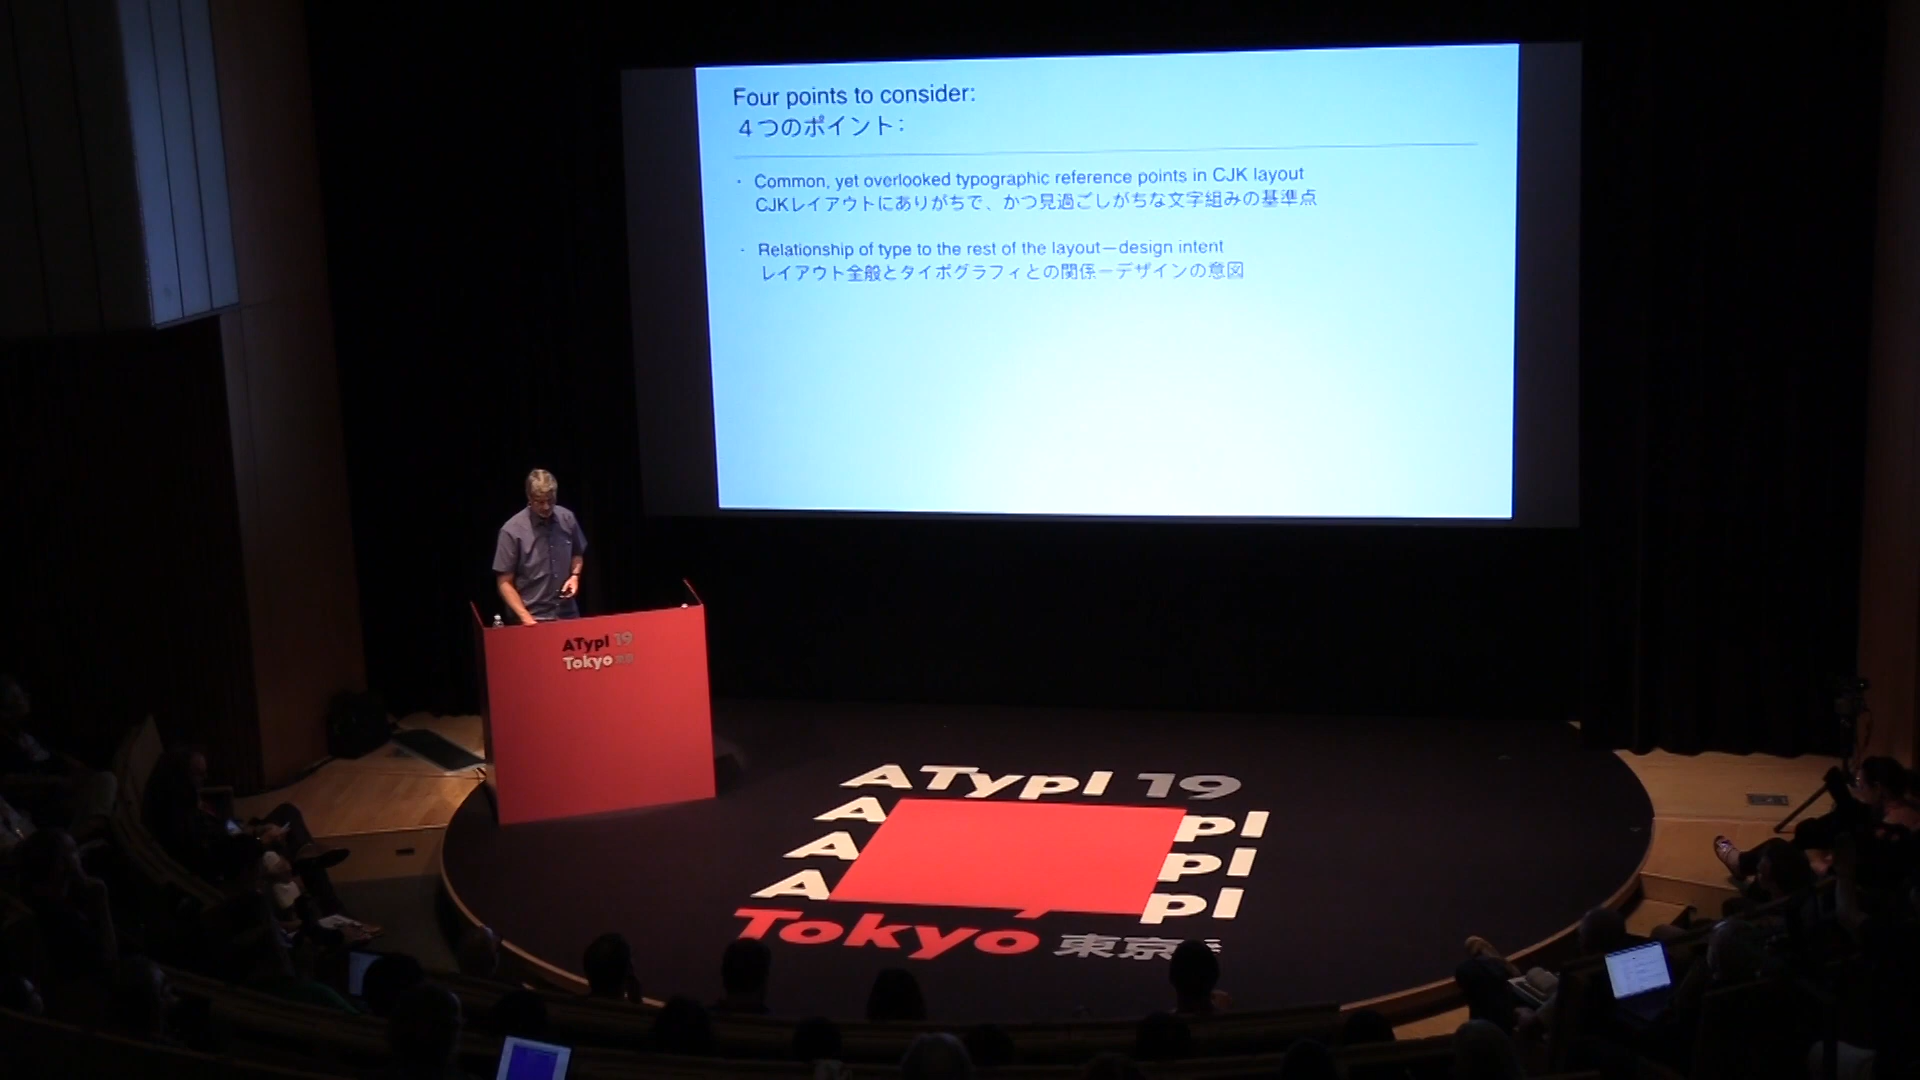 Four points to consider:
４つのポイント：
· Common, yet overlooked typographic reference points in CJK layout
CJKレイアウトにありがちで、かつ見過ごしがちな文字組みの基準点
· Relationship of type to the rest of the layout—design intent
レイアウト全般とタイポグラフィとの関係－デザインの意図
ATypI 19
Tokyo 東京
ATypI 19
A pI
A pI
A pI
Tokyo 東京